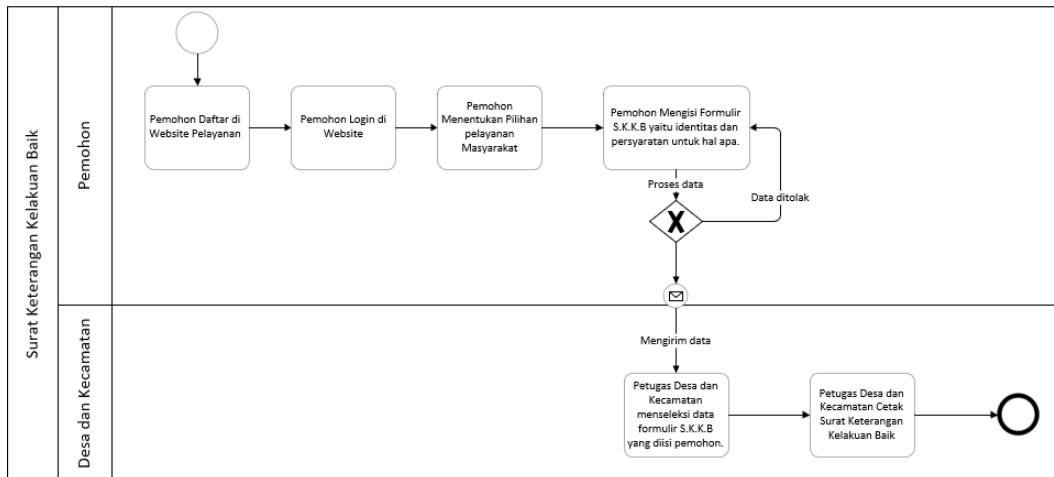 Surat Keterangan Kelakuan Baik
Pemohon
Pemohon Daftar di
Website Pelayanan
Pemohon Login di
Website
Pemohon
Menentukan Pilihan
pelayanan
Masyarakat
Pemohon Mengisi Formulir
S.K.K.B yaitu identitas dan
persyaratan untuk hal apa.
Proses data
Data ditolak
X
Desa dan Kecamatan
Mengirim data
Petugas Desa dan
Kecamatan
menseleksi data
formulir S.K.K.B
yang diisi pemohon.
Petugas Desa dan
Kecamatan Cetak
Surat Keterangan
Kelakuan Baik